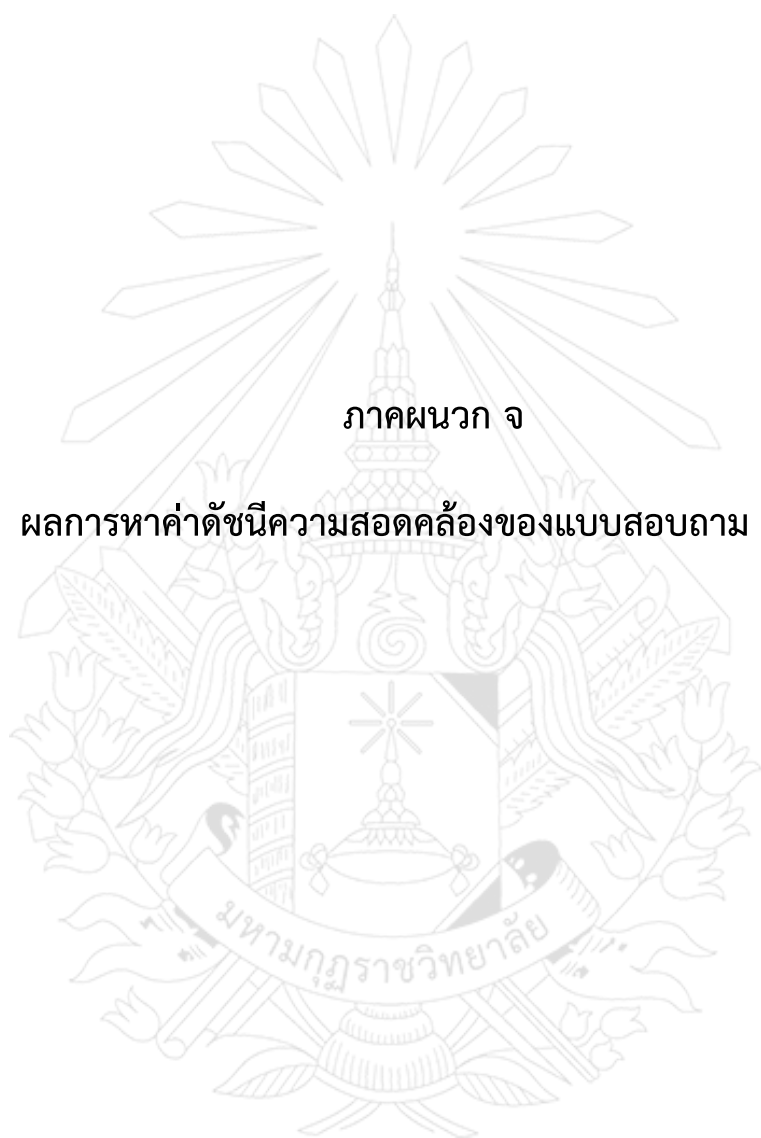 ภาคผนวก จ
ผลการหาค่าดัชนีความสอดคล้องของแบบสอบถาม
มหามกุฏราชวิทยาลัย